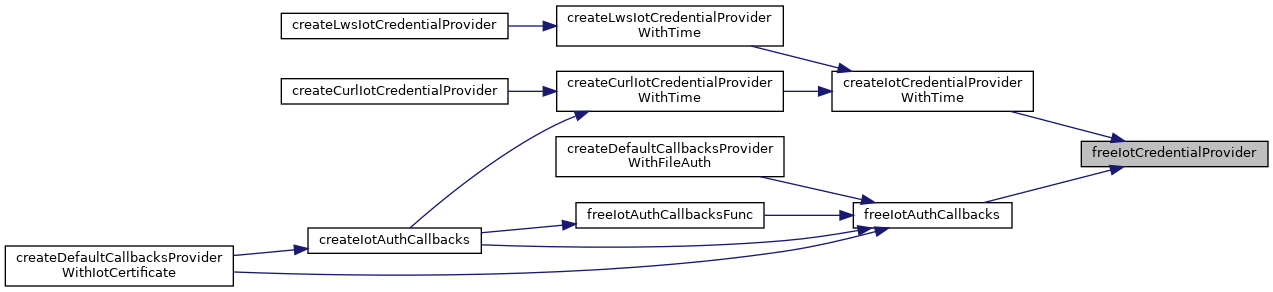 createLwsIotCredentialProvider
createLwsIotCredentialProvider
WithTime
createCurlIotCredentialProvider
createCurlIotCredentialProvider
WithTime
createIotCredentialProvider
WithTime
createDefaultCallbacksProvider
WithFileAuth
freeIotCredentialProvider
freeIotAuthCallbacksFunc
freeIotAuthCallbacks
createIotAuthCallbacks
createDefaultCallbacksProvider
WithIotCertificate